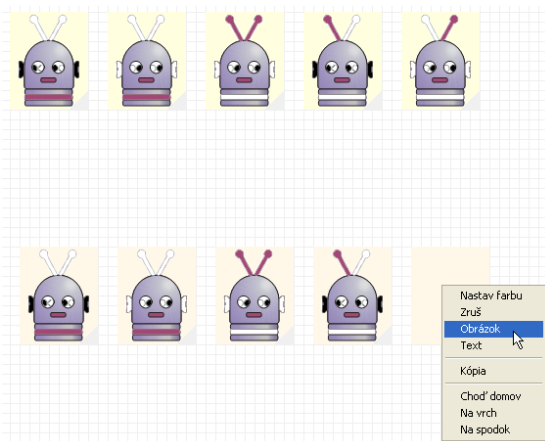 Nastav farbu
Zruš
Obrázok
Text
Kópia
Choď domov
Na vrch
Na spodok